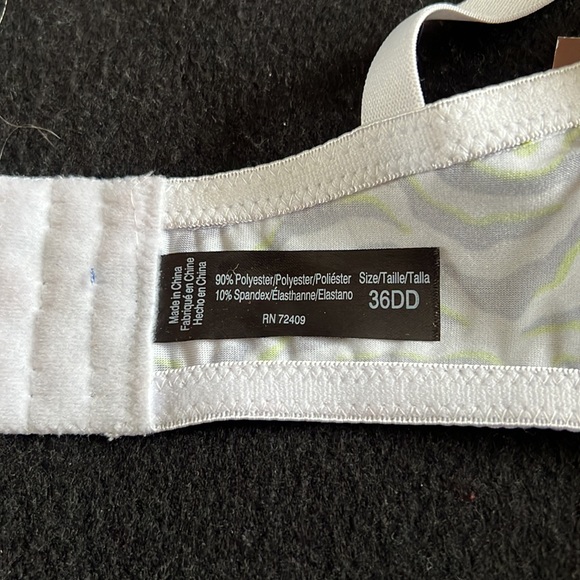 Made in China
Fabriqué en Chine
Hecho en China
90% Polyester/Polyester/Poliéster
10% Spandex/Élasthanne/Elastano
RN 72409
Size/Taille/Talla
36DD